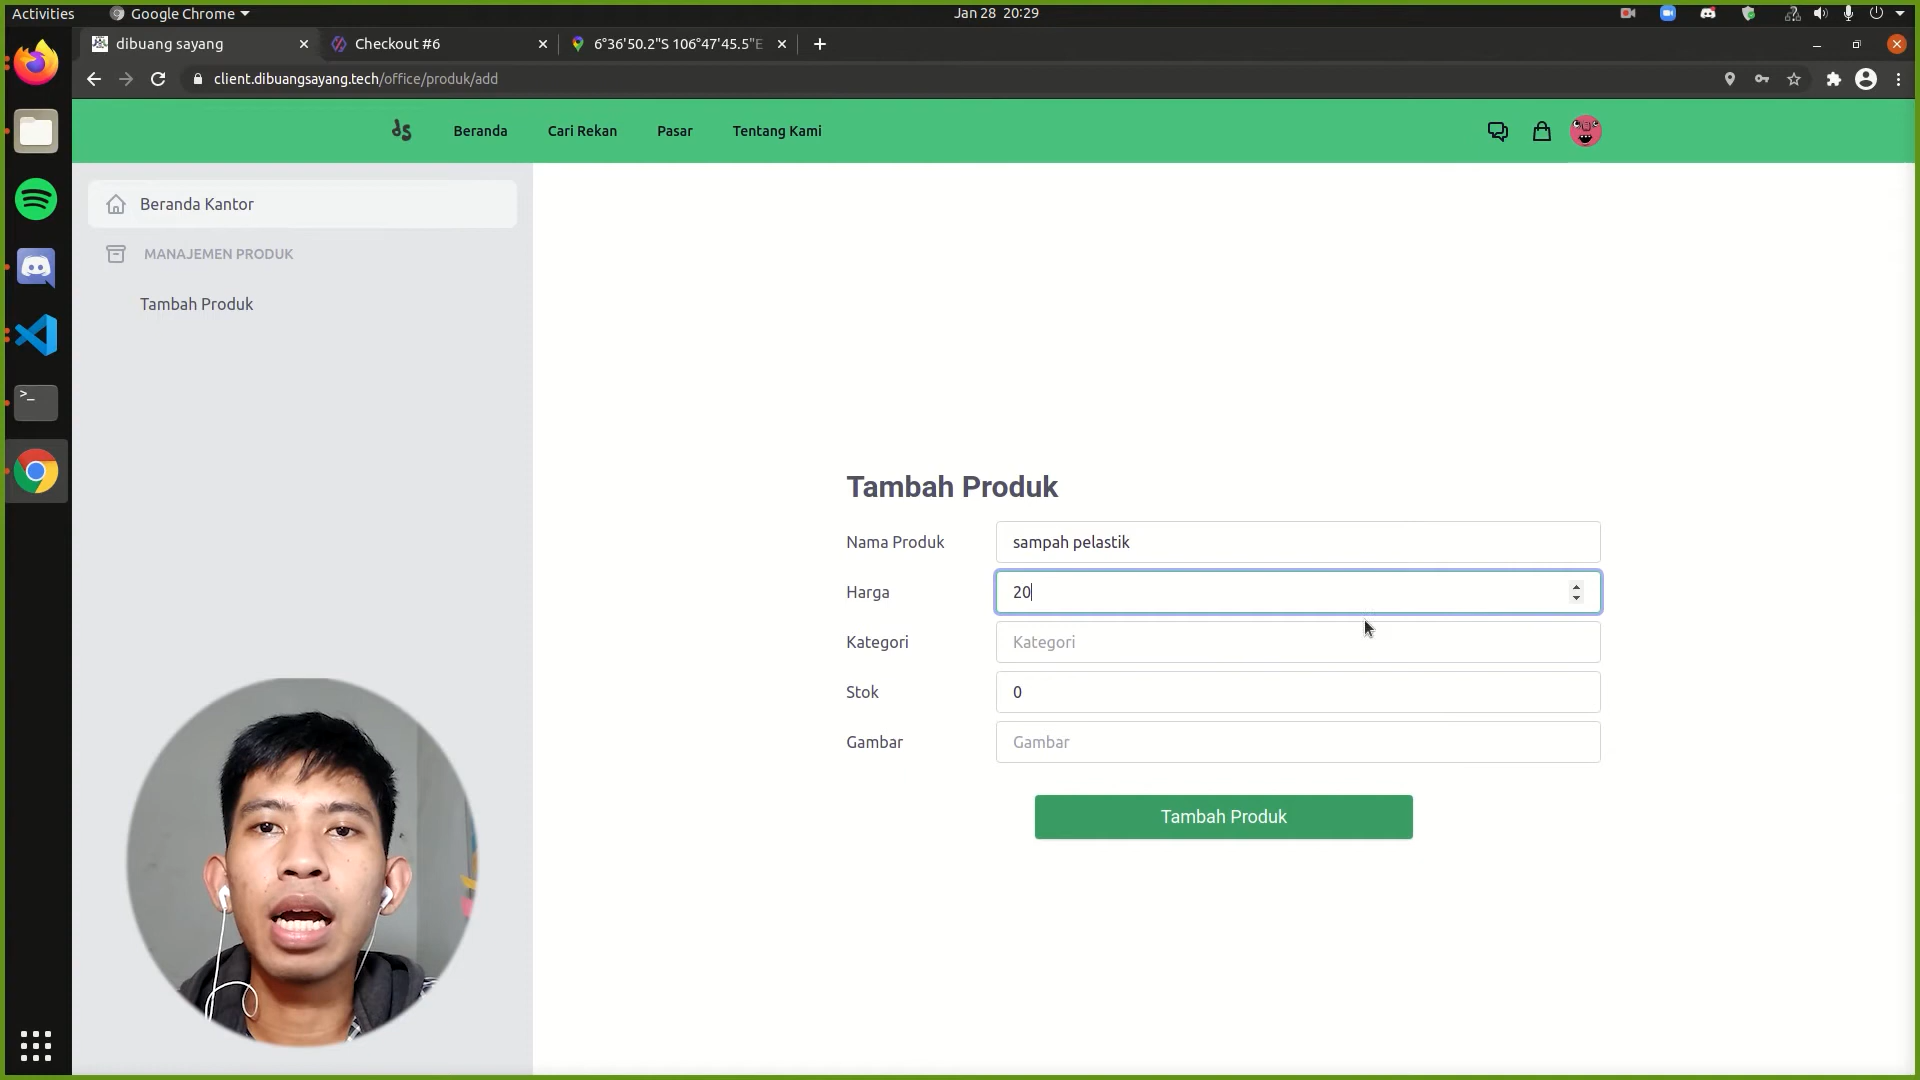 Activities
Google Chrome
Jan 28 20:29
dibuang sayang
Checkout #6
6°36'50.2"S 106°47'45.5"E
client.dibuangsayang.tech/office/produk/add
ds
Beranda
Cari Rekan
Pasar
Tentang Kami
Beranda Kantor
MANAJEMEN PRODUK
Tambah Produk
Tambah Produk
Nama Produk
sampah pelastik
Harga
20
Kategori
Kategori
Stok
0
Gambar
Gambar
Tambah Produk